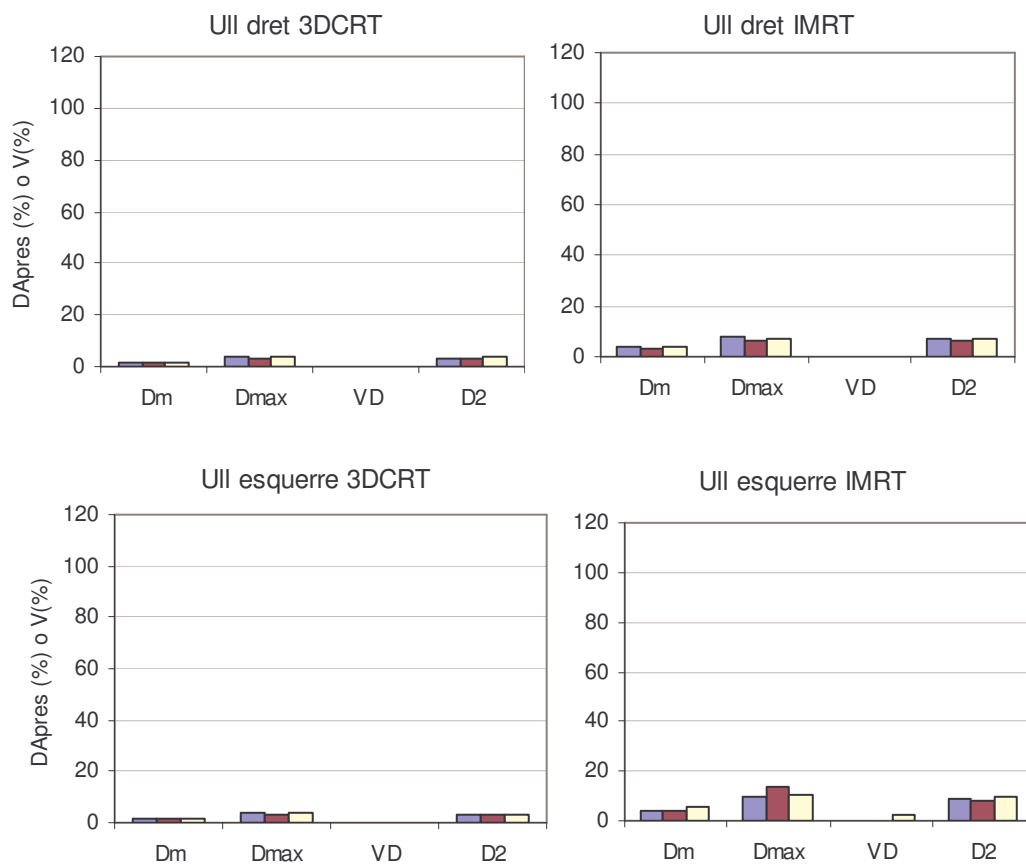 Ull dret 3DCRT
DApres (%) o V(%)
120
100
80
60
40
20
0
Dm Dmax VD D2
Ull dret IMRT
120
100
80
60
40
20
0
Dm Dmax VD D2
Ull esquerre 3DCRT
DApres (%) o V(%)
120
100
80
60
40
20
0
Dm Dmax VD D2
Ull esquerre IMRT
120
100
80
60
40
20
0
Dm Dmax VD D2